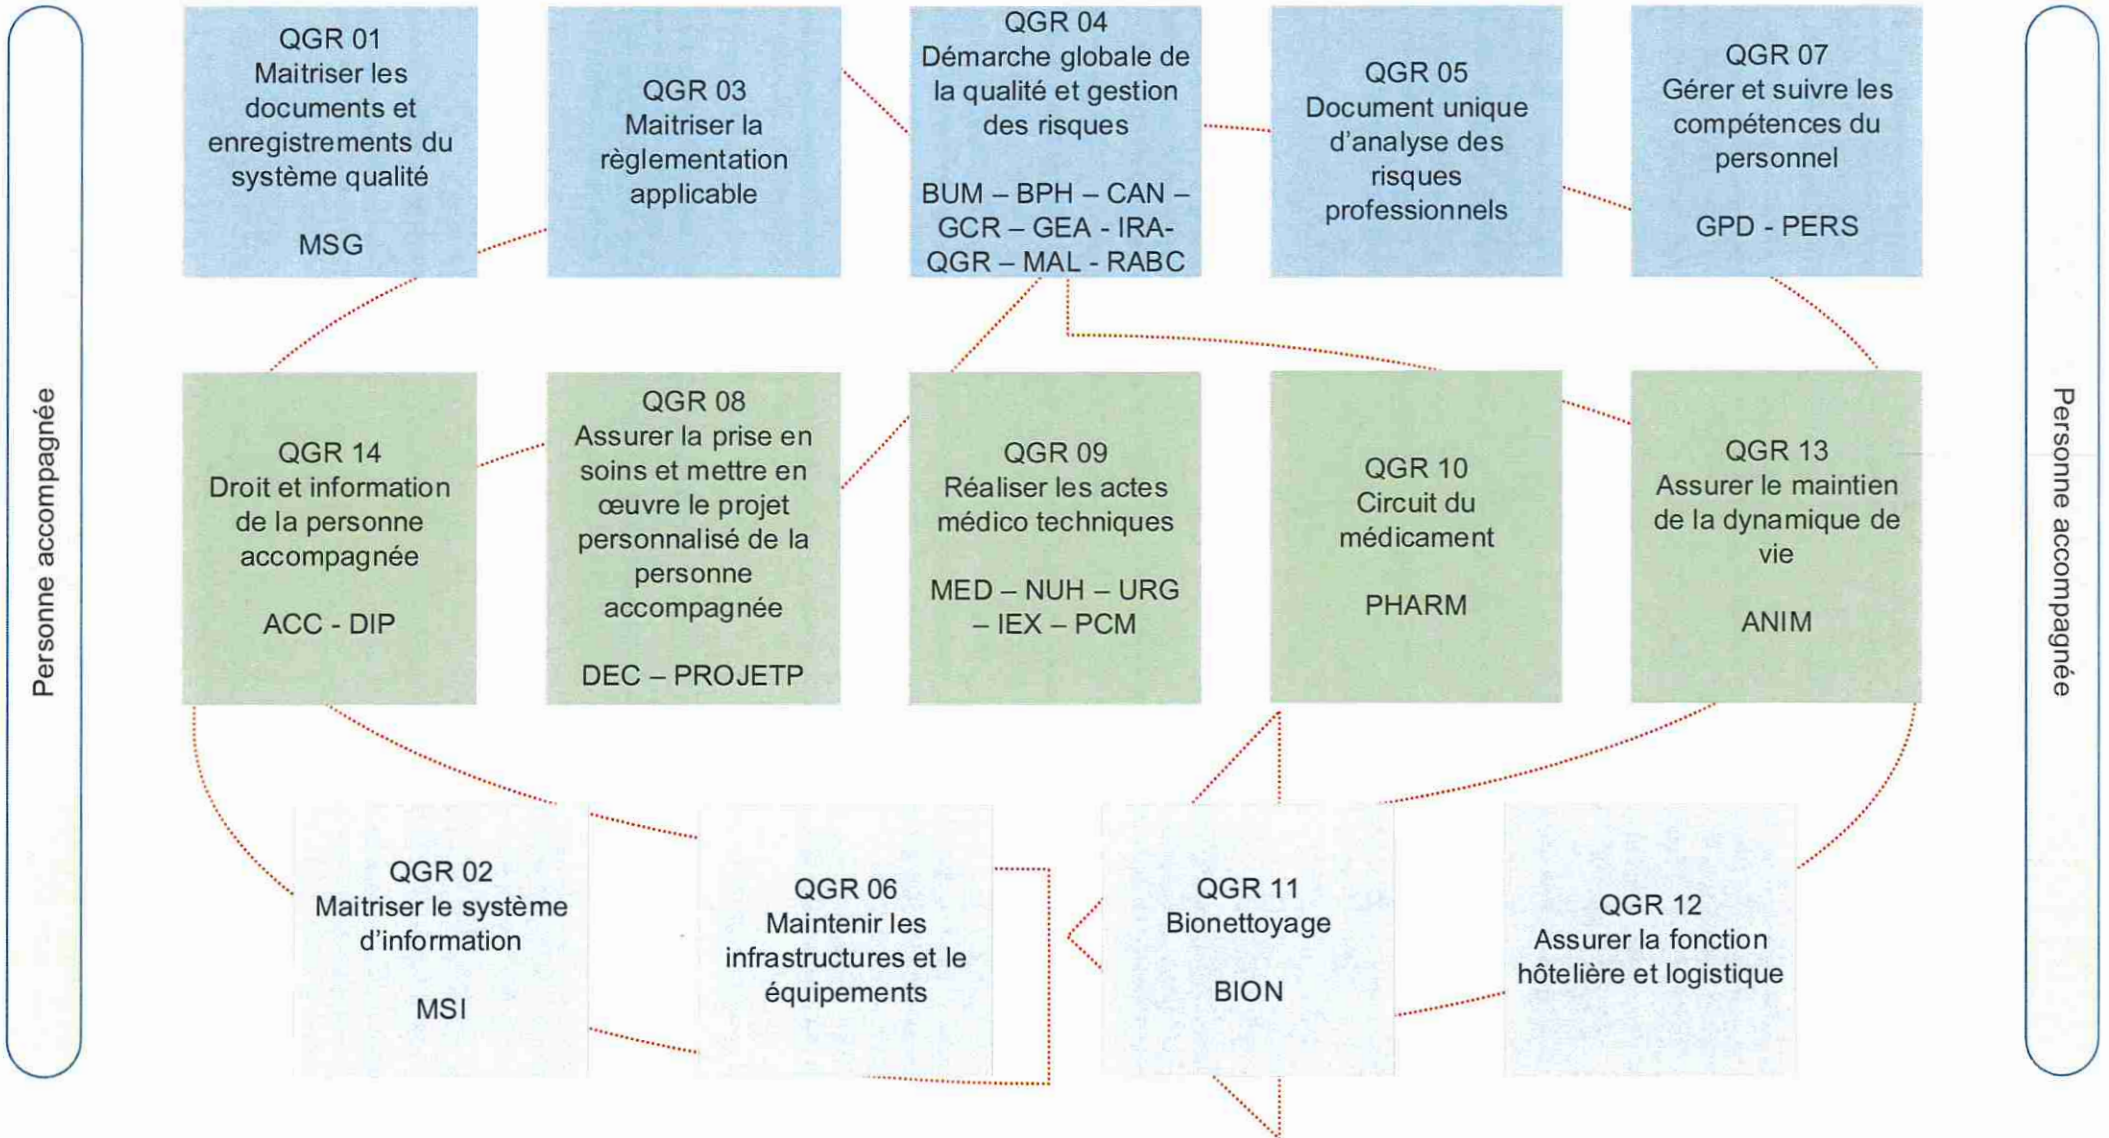 Personne accompagnée
QGR 01
Maitriser les
documents et
enregistrements du
système qualité
MSG
QGR 03
Maitriser la
règlementation
applicable
QGR 04
Démarche globale de
la qualité et gestion
des risques
BUM – BPH – CAN –
GCR – GEA - IRA-
QGR – MAL - RABC
QGR 05
Document unique
d'analyse des
risques
professionnels
QGR 07
Gérer et suivre les
compétences du
personnel
GPD - PERS
QGR 14
Droit et information
de la personne
accompagnée
ACC - DIP
QGR 08
Assurer la prise en
soins et mettre en
œuvre le projet
personnalisé de la
personne
accompagnée
DEC – PROJETP
QGR 09
Réaliser les actes
médico techniques
MED – NUH – URG
– IEX – PCM
QGR 10
Circuit du
médicament
PHARM
QGR 13
Assurer le maintien
de la dynamique de
vie
ANIM
QGR 02
Maitriser le système
d'information
MSI
QGR 06
Maintenir les
infrastructures et le
équipements
QGR 11
Bionettoyage
BION
QGR 12
Assurer la fonction
hôtelière et logistique
Personne accompagnée